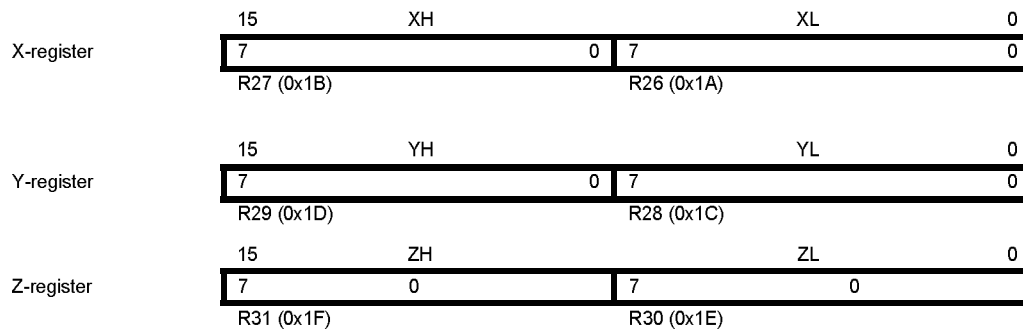 15 XH XL 0
X-register 7 0 7 0
R27 (0x1B) R26 (0x1A)
15 YH YL 0
Y-register 7 0 7 0
R29 (0x1D) R28 (0x1C)
15 ZH ZL 0
Z-register 7 0 7 0
R31 (0x1F) R30 (0x1E)